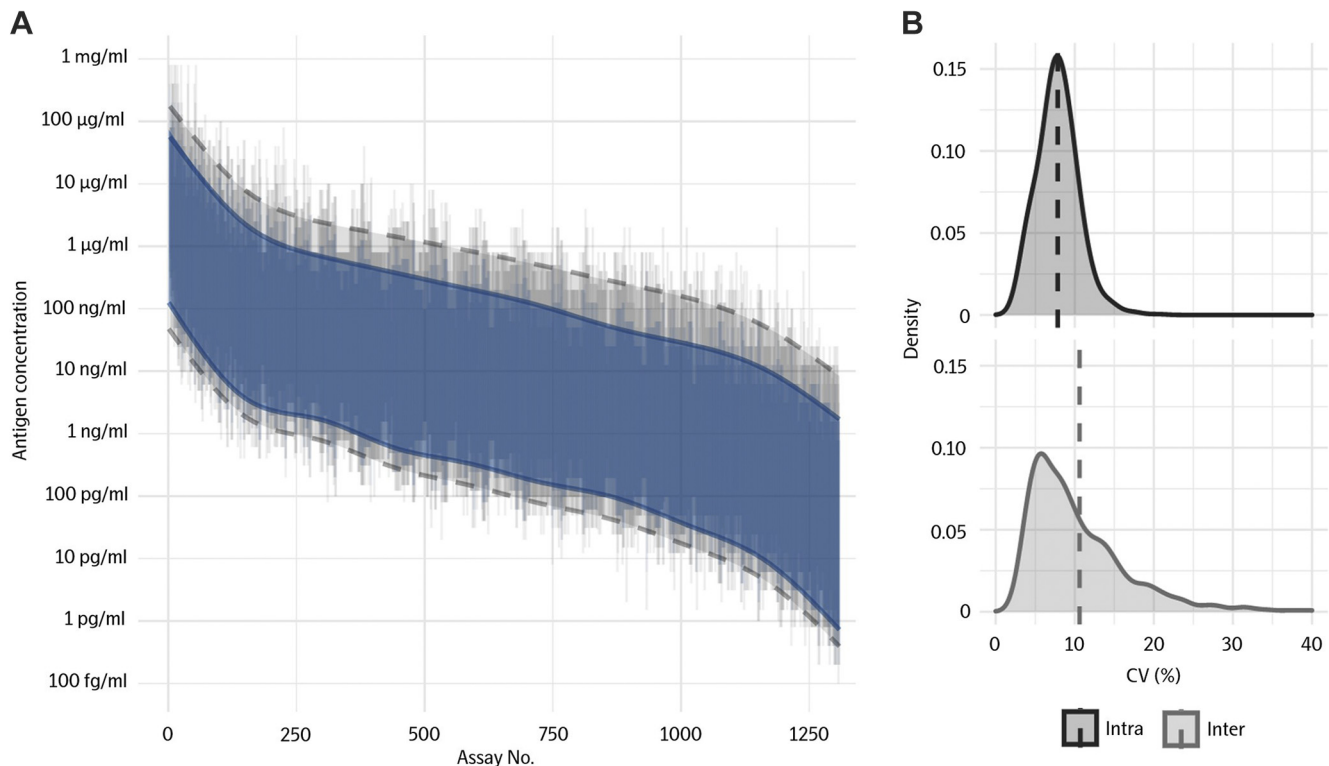 A
1 mg/ml
100 µg/ml
10 µg/ml
1 µg/ml
100 ng/ml
10 ng/ml
1 ng/ml
100 pg/ml
10 pg/ml
1 pg/ml
100 fg/ml
Antigen concentration
0 250 500 750 1000 1250
Assay No.
B
0.15
0.10
0.05
0
Density
0.15
0.10
0.05
0
0 10 20 30 40
CV (%)
Intra Inter